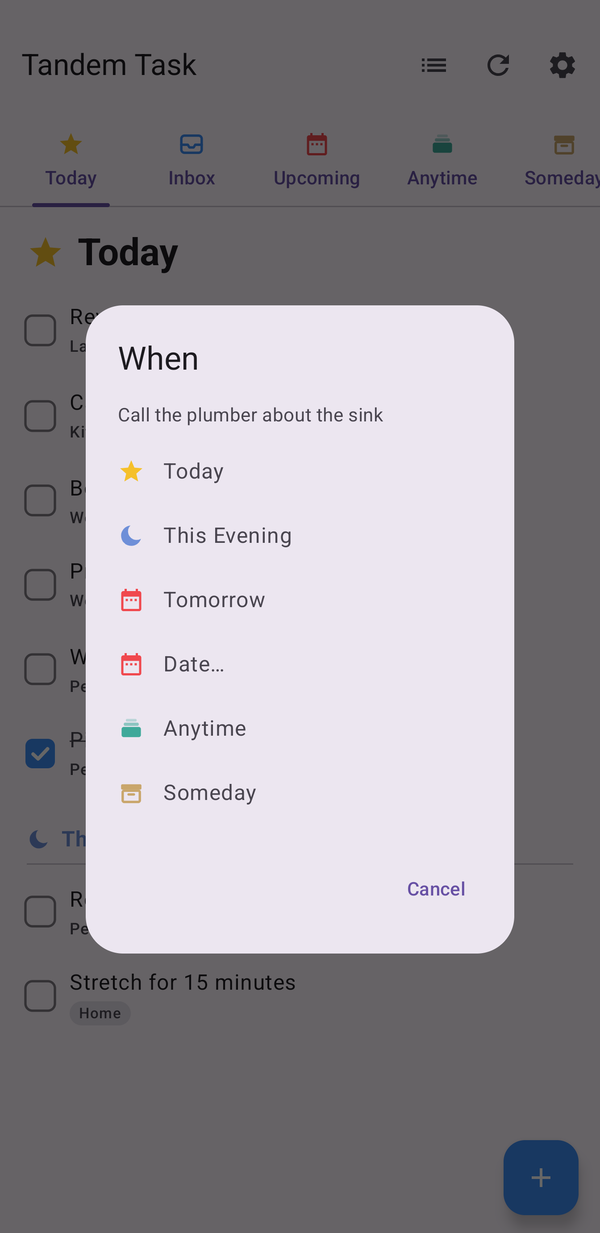 Tandem Task
Today
Inbox
Upcoming
Anytime
Someday
Today
When
Call the plumber about the sink
Today
This Evening
Tomorrow
Date...
Anytime
Someday
Cancel
Stretch for 15 minutes
Home